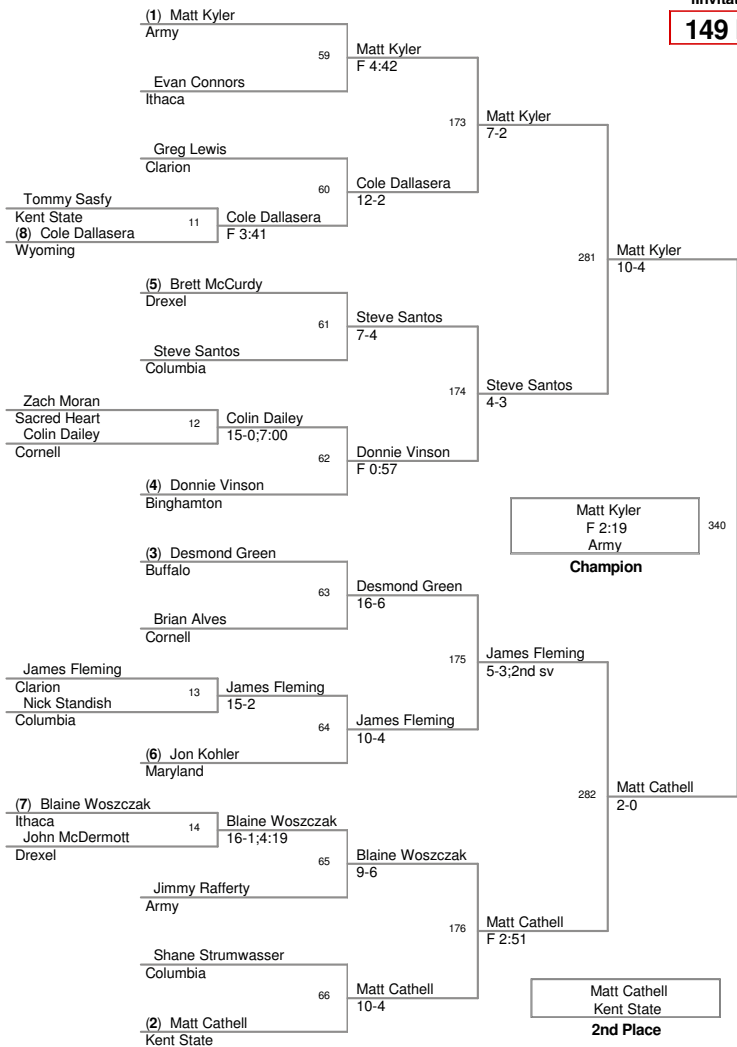 149
(1) Matt Kyler
Army
59
Matt Kyler
F 4:42
Evan Connors
Ithaca
173
Matt Kyler
7-2
Greg Lewis
Clarion
60
Cole Dallasera
12-2
Tommy Sasfy
Kent State
11
Cole Dallasera
F 3:41
(8) Cole Dallasera
Wyoming
281
Matt Kyler
10-4
(5) Brett McCurdy
Drexel
61
Steve Santos
7-4
Steve Santos
Columbia
174
Steve Santos
4-3
Zach Moran
Sacred Heart
12
Colin Dailey
15-0;7:00
Colin Dailey
Cornell
62
Donnie Vinson
F 0:57
(4) Donnie Vinson
Binghamton
Matt Kyler
F 2:19
Army
340
Champion
(3) Desmond Green
Buffalo
63
Desmond Green
16-6
Brian Alves
Cornell
175
James Fleming
5-3;2nd sv
James Fleming
Clarion
13
James Fleming
15-2
Nick Standish
Columbia
64
James Fleming
10-4
(6) Jon Kohler
Maryland
282
Matt Cathell
2-0
(7) Blaine Woszczak
Ithaca
14
Blaine Woszczak
16-1;4:19
John McDermott
Drexel
65
Blaine Woszczak
9-6
Jimmy Rafferty
Army
176
Matt Cathell
F 2:51
Shane Strumwasser
Columbia
66
Matt Cathell
10-4
(2) Matt Cathell
Kent State
Matt Cathell
Kent State
2nd Place